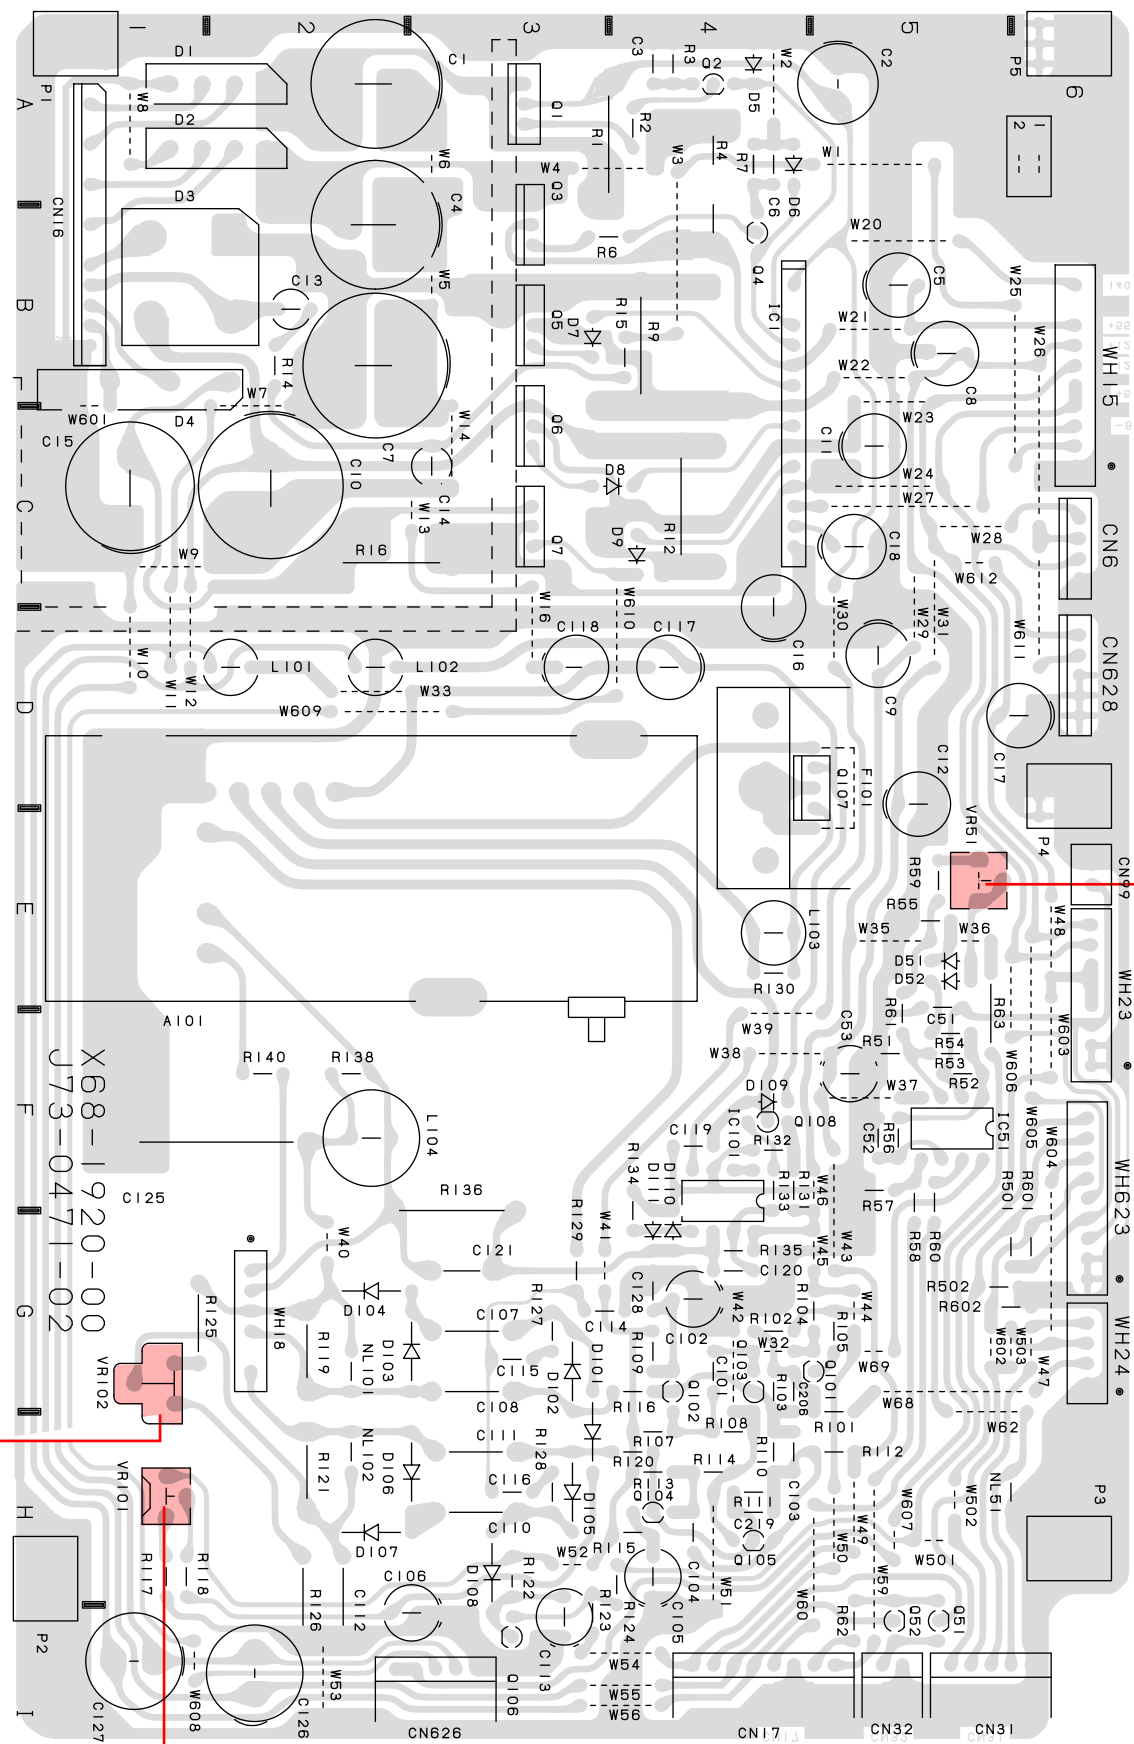 1 2 3 4 5 6
A B C D E F G H I
P1 D1 W8 D2 CN16 D3
C1 W6 C4 W5 C13 R14 W7
W601 C15 D4 C10 C7 W14 C14 W13 R16 W9
Q1 R1 R2 C3 R3 Q2 D5 W2 C2
W4 W3 R4 R7 D6 W1
Q3 R6 C6 Q4 W20
Q5 D7 R15 R9 IC1 W21 C5 W25 W26 WH15
W22 C8 W23 C11 W24 W27
Q6 D8 D9 R12 Q7 C18 W28 W612 CN6
P5 1 2
W10 W11 W12 L101 L102 W33 W609
W16 C118 W610 C117 C16 W30 W29 W31 W611 CN628
C9 C17 C12 Q107 F101 VR51 P4 CN99
R59 R55 W35 W36 W48
L103 R130 D51 D52 WH23
A101 W39 C53 R61 C51 R63 W603
R140 R138 W38 R51 R54 R53 R52 W606
X68-1920-00
J73-0471-02
L104 D109 W37 IC101 Q108 C52 R56 IC51 W605 W604
C119 R132 R134 D111 D110 R133 R131 W46 R57 R501 R601 WH623
C125 R136 R129 W41 R135 W45 W43 R58 R60
W40 C121 C120 R502 R602
R125 WH18 D104 C107 R127 C128 W42 R104 W44
VR102 R119 NL101 D103 C115 C114 D101 R109 C102 R102 W32 R105 W69 W602 W503 W47 WH24
C108 D102 R116 Q102 C101 Q103 R103 C206 Q101 W68
C111 R107 R108 R101 W62
VR101 R121 NL102 D106 R128 R120 R113 R114 R110 R112
C116 Q104 R111 C103 W502 NL51 P3
C110 D105 C219 W50 W49 W607
D107 W52 R115 Q105 W501
R117 R118 R126 C112 C106 D108 R122 R123 R124 C105 C104 W51 W60 W59 R62 Q52 Q51
P2 C127 W608 C126 W53 Q106 C113 W54
W55
W56
CN626 CN17 CN32 CN31